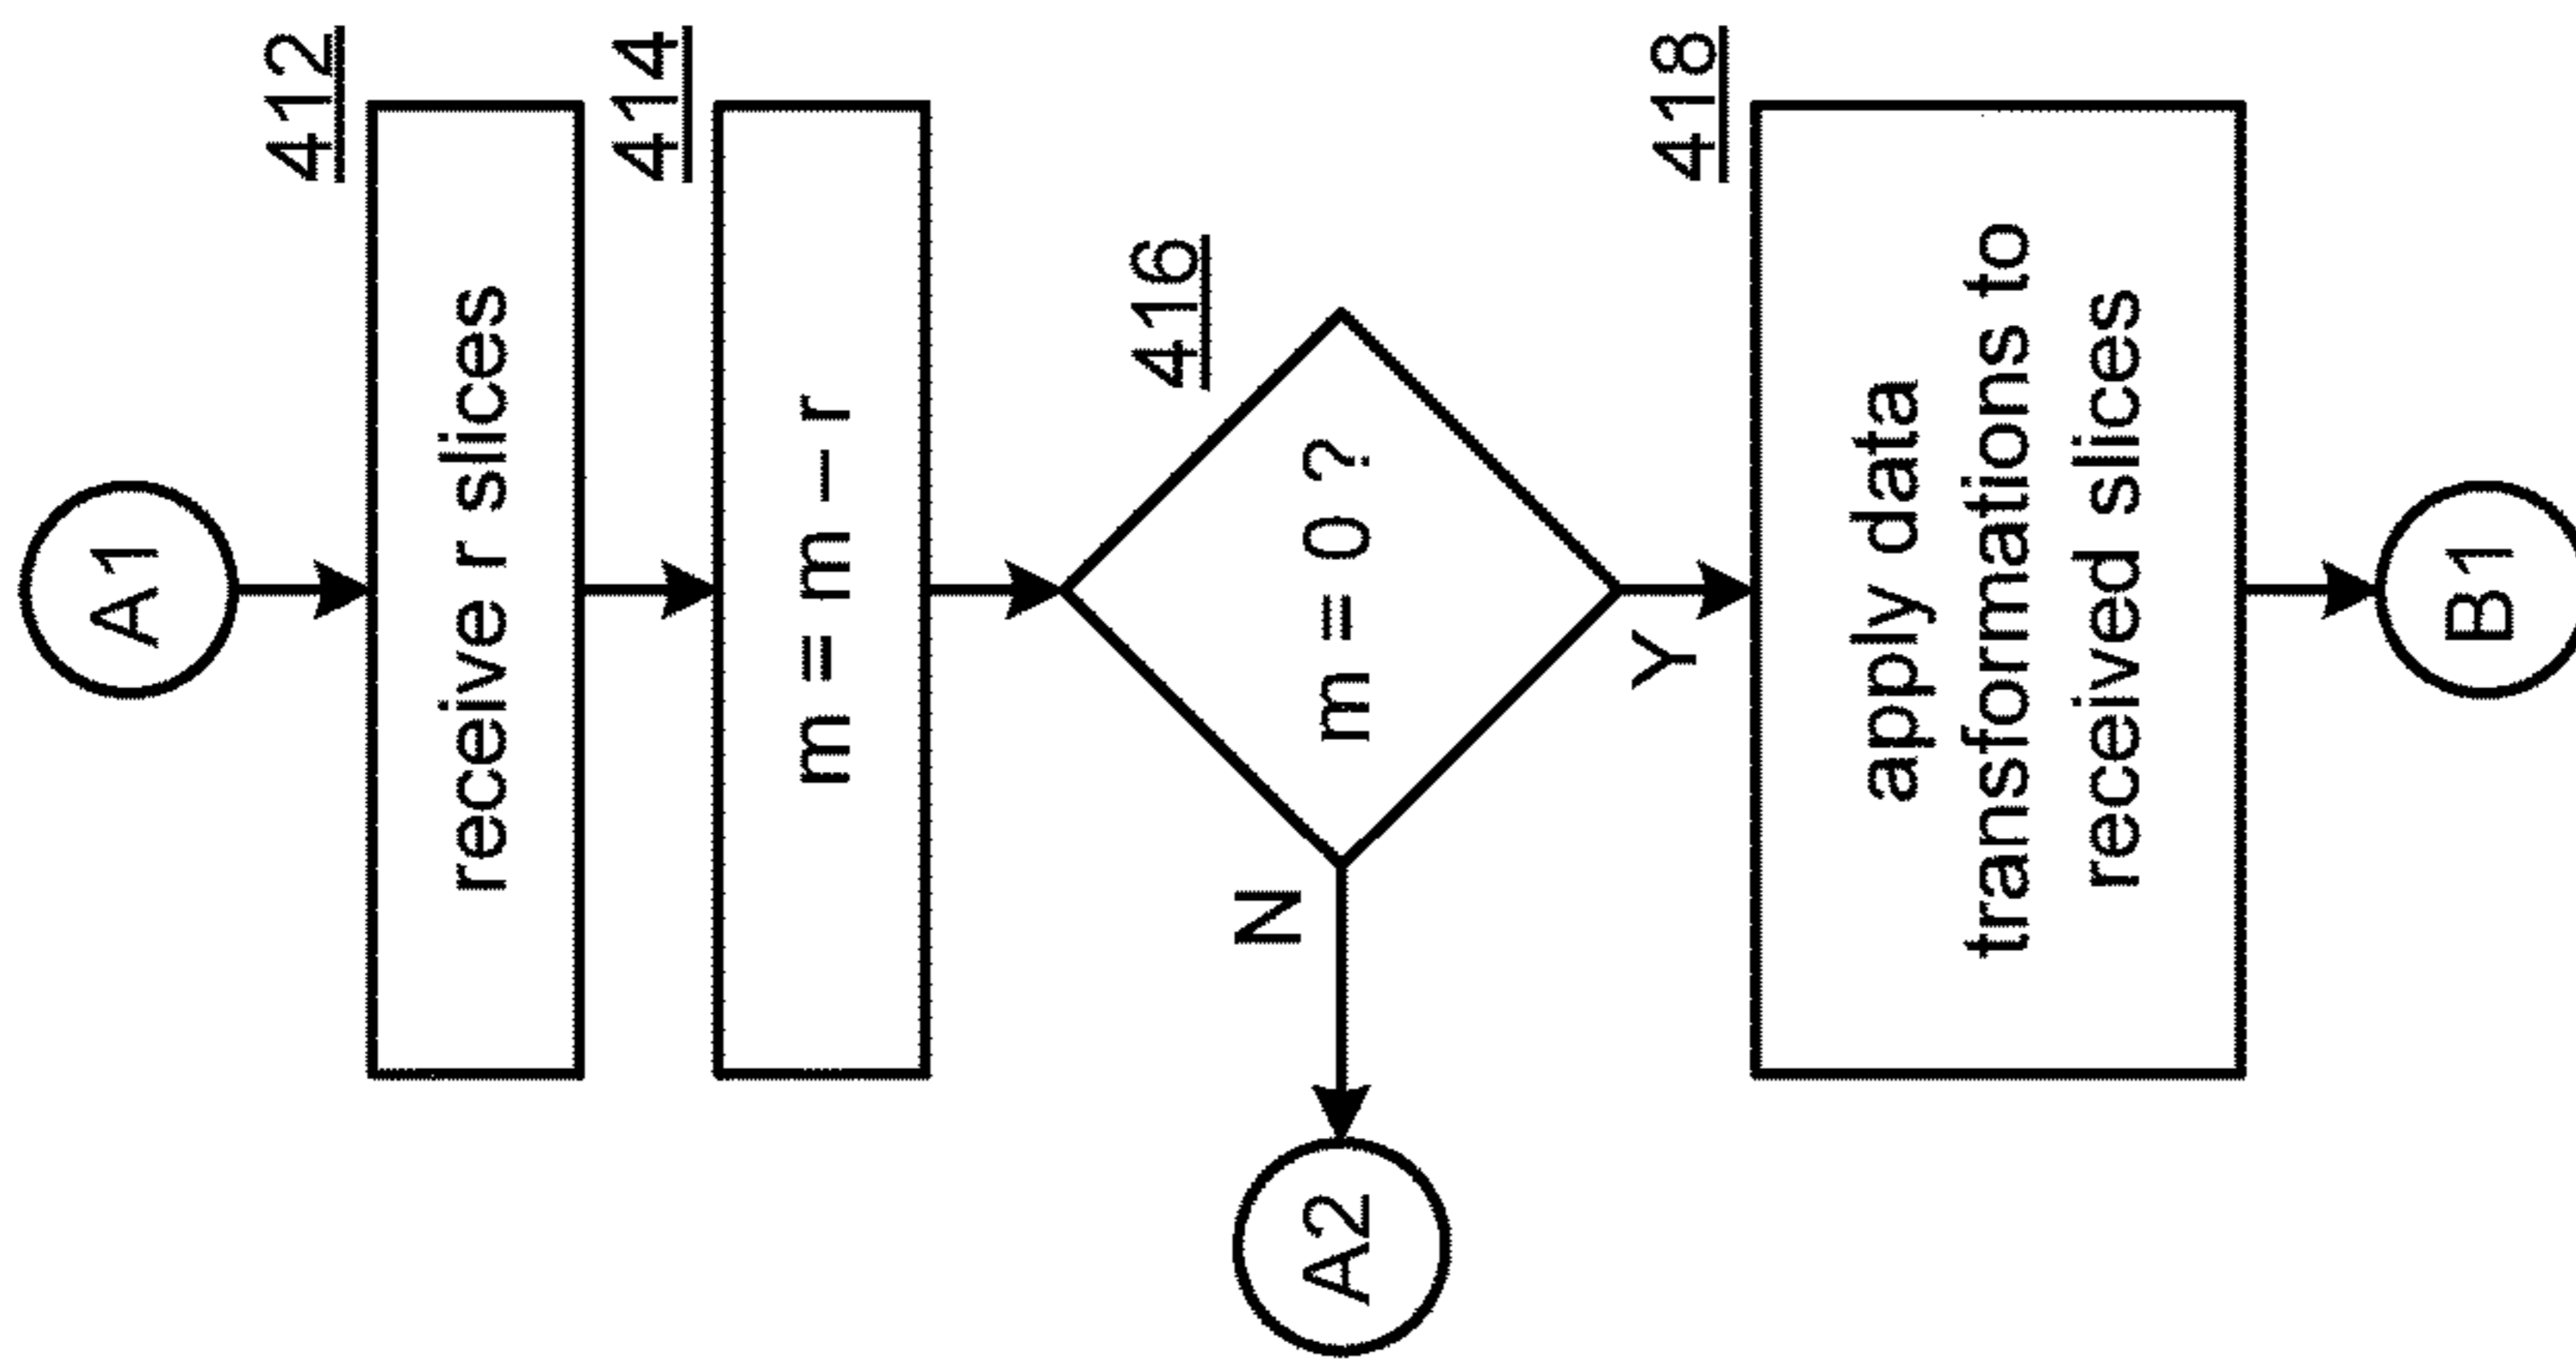 A1
412
receive r slices
414
m = m – r
416
m = 0 ?
N
A2
Y
418
apply data
transformations to
received slices
B1